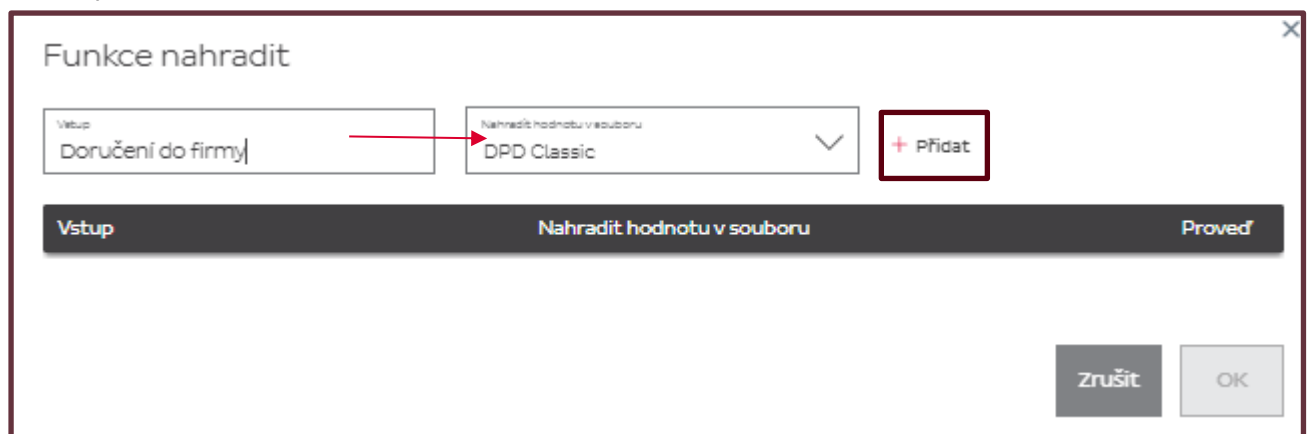 Funkce nahradit
Vstup
Nahradit hodnotu v souboru
Doručení do firmy
DPD Classic
+ Přidat
Vstup
Nahradit hodnotu v souboru
Proveď
Zrušit
OK